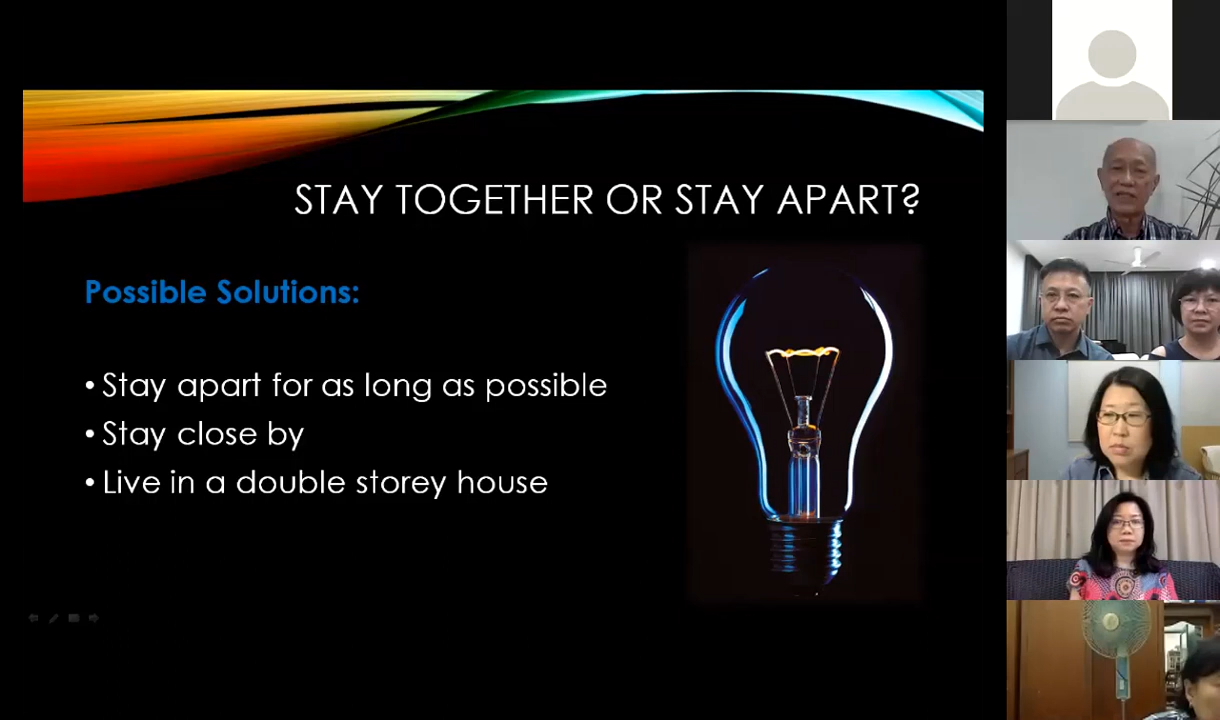 STAY TOGETHER OR STAY APART?
Possible Solutions:
• Stay apart for as long as possible
• Stay close by
• Live in a double storey house